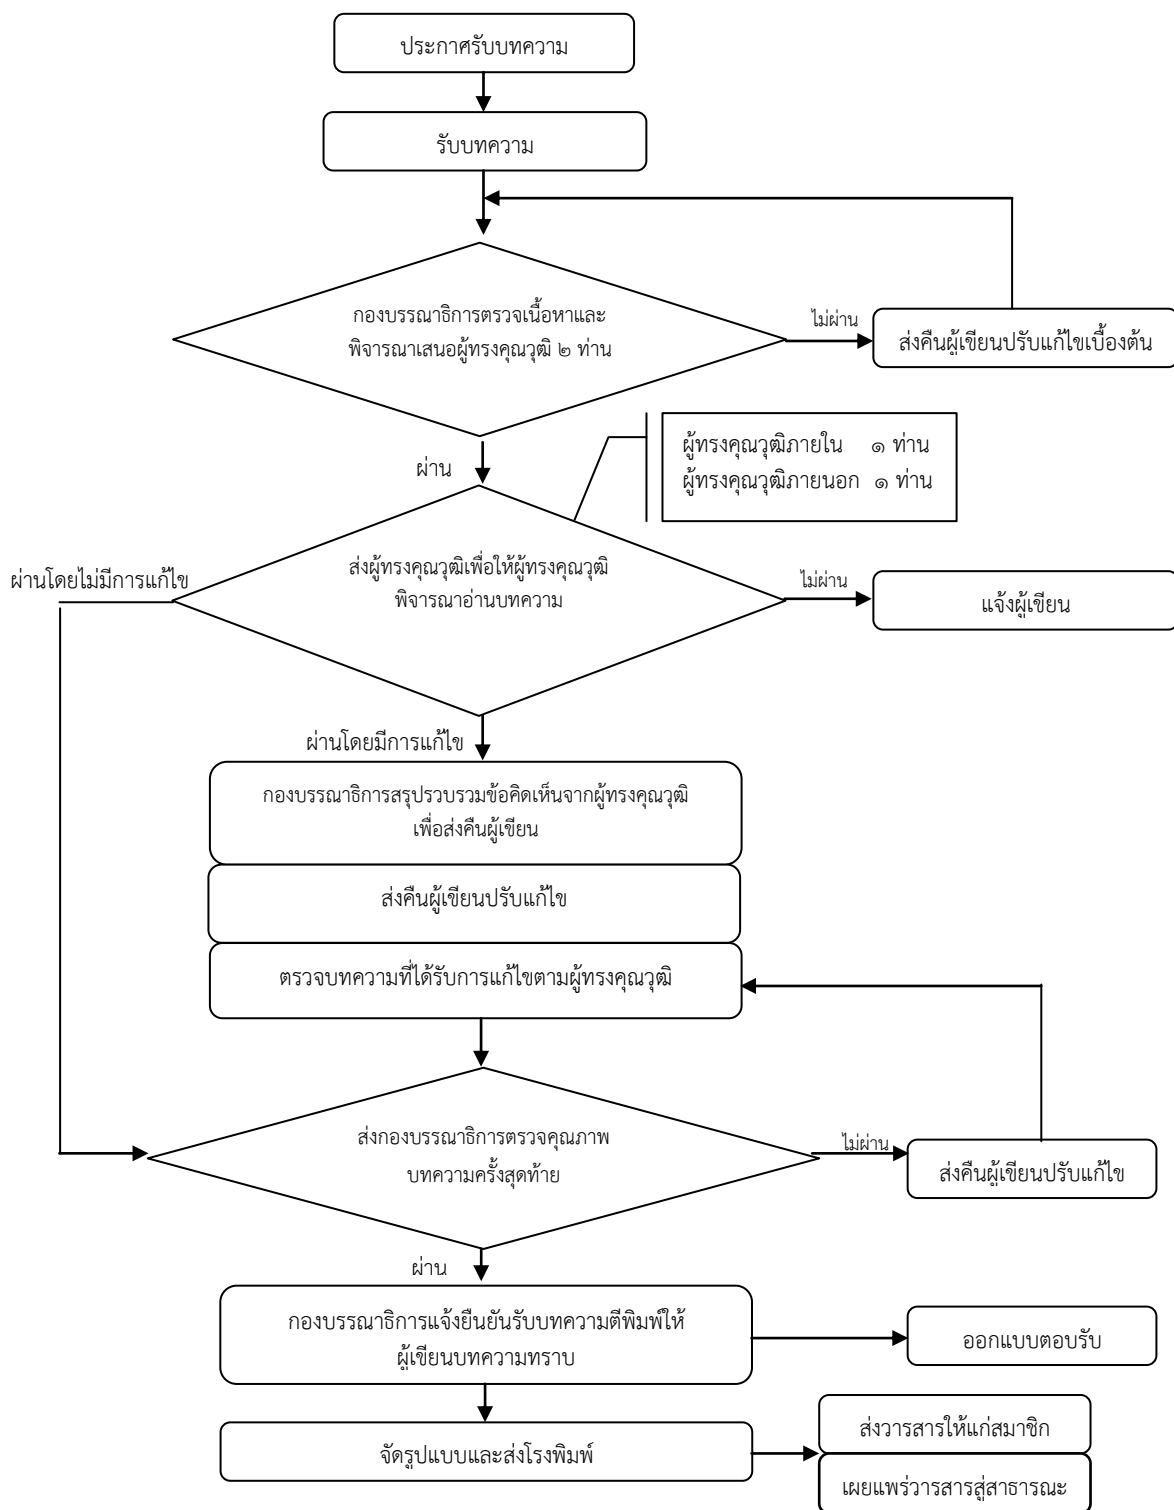 ประกาศรับบทความ
รับบทความ
กองบรรณาธิการตรวจเนื้อหาและ
พิจารณาเสนอผู้ทรงคุณวุฒิ ๒ ท่าน
ไม่ผ่าน
ส่งคืนผู้เขียนปรับแก้ไขเบื้องต้น
ผ่าน
ผู้ทรงคุณวุฒิภายใน ๑ ท่าน
ผู้ทรงคุณวุฒิภายนอก ๑ ท่าน
ผ่านโดยไม่มีการแก้ไข
ส่งผู้ทรงคุณวุฒิเพื่อให้ผู้ทรงคุณวุฒิ
พิจารณาอ่านบทความ
ไม่ผ่าน
แจ้งผู้เขียน
ผ่านโดยมีการแก้ไข
กองบรรณาธิการสรุปรวบรวมข้อคิดเห็นจากผู้ทรงคุณวุฒิ
เพื่อส่งคืนผู้เขียน
ส่งคืนผู้เขียนปรับแก้ไข
ตรวจบทความที่ได้รับการแก้ไขตามผู้ทรงคุณวุฒิ
ส่งกองบรรณาธิการตรวจคุณภาพ
บทความครั้งสุดท้าย
ไม่ผ่าน
ส่งคืนผู้เขียนปรับแก้ไข
ผ่าน
กองบรรณาธิการแจ้งยืนยันรับบทความตีพิมพ์ให้
ผู้เขียนบทความทราบ
ออกแบบตอบรับ
จัดรูปแบบและส่งโรงพิมพ์
ส่งวารสารให้แก่สมาชิก
เผยแพร่วารสารสู่สาธารณะ